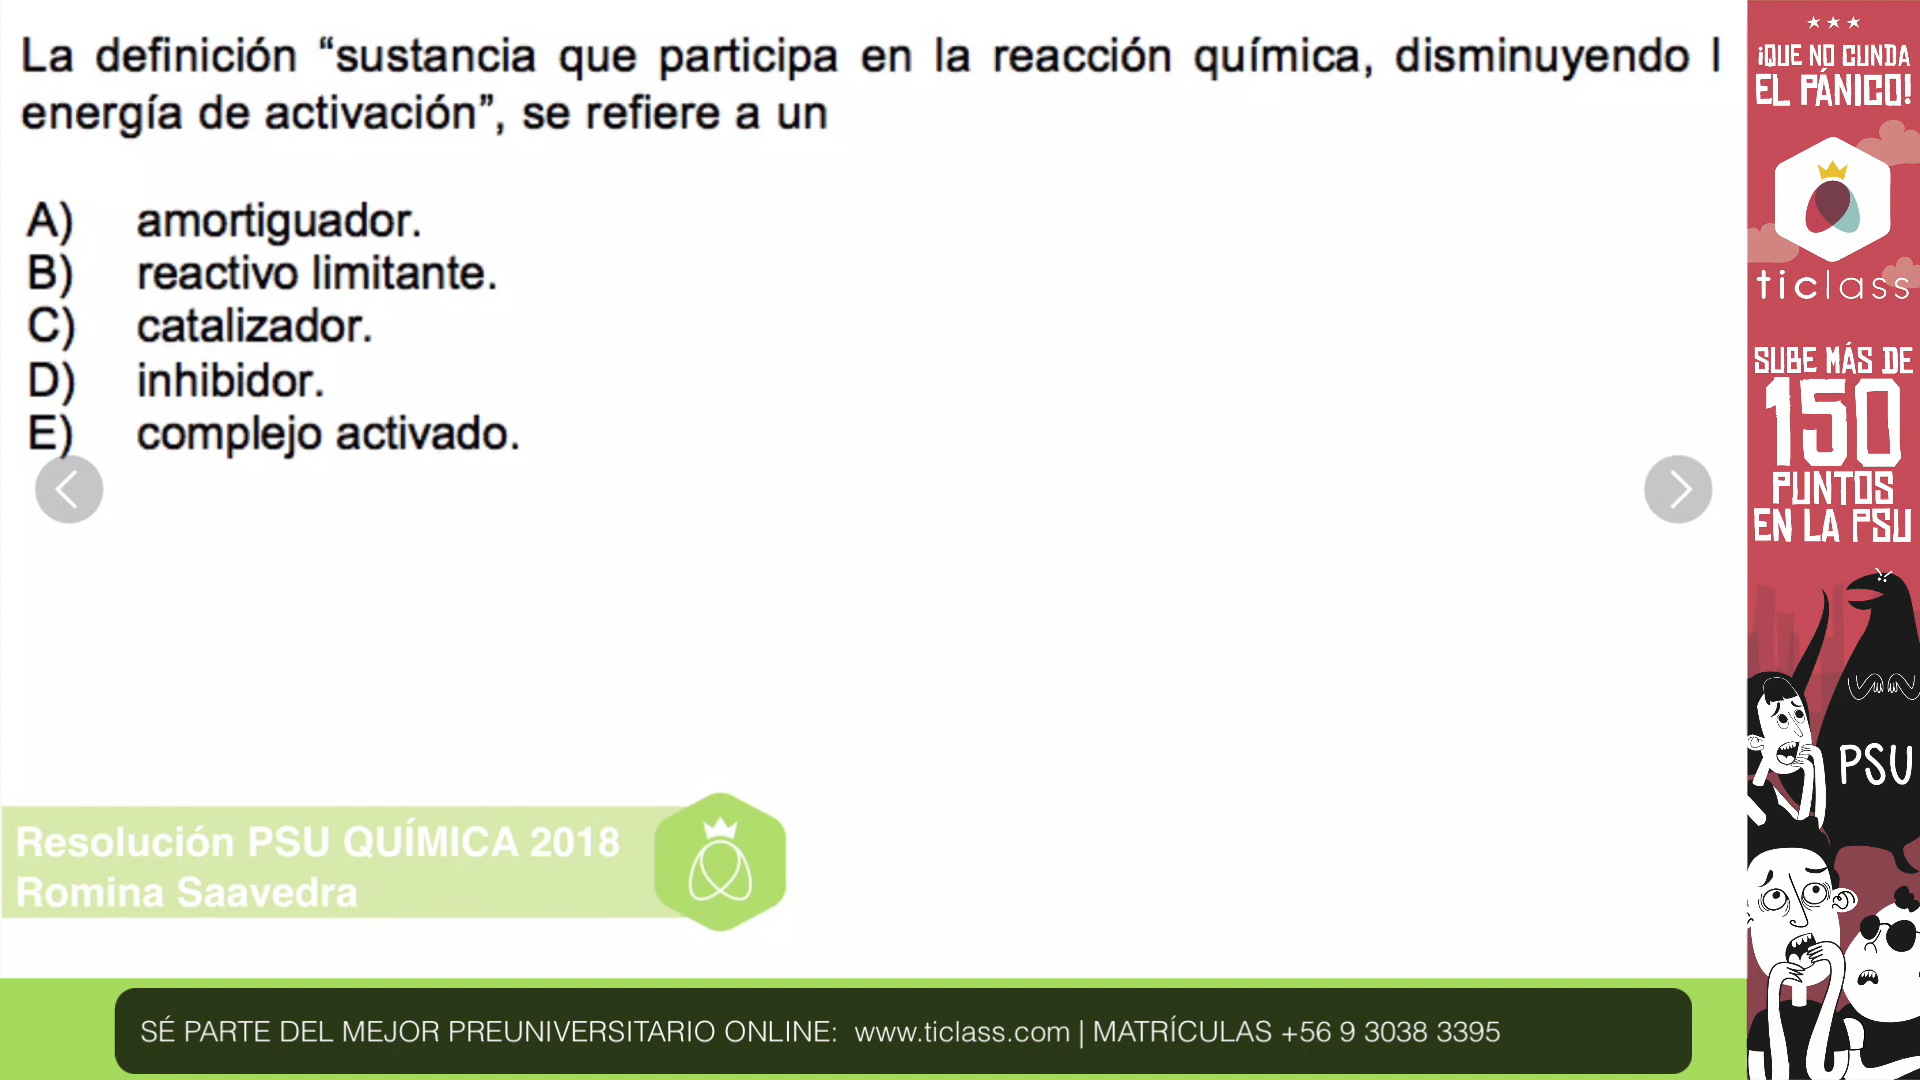 La definición “sustancia que participa en la reacción química, disminuyendo l
energía de activación”, se refiere a un
A) amortiguador.
B) reactivo limitante.
C) catalizador.
D) inhibidor.
E) complejo activado.
Resolución PSU QUÍMICA 2018
Romina Saavedra
SÉ PARTE DEL MEJOR PREUNIVERSITARIO ONLINE: www.ticlass.com | MATRÍCULAS +56 9 3038 3395
¡QUE NO CUNDA
EL PÁNICO!
ticlass
SUBE MÁS DE
150
PUNTOS
EN LA PSU
PSU